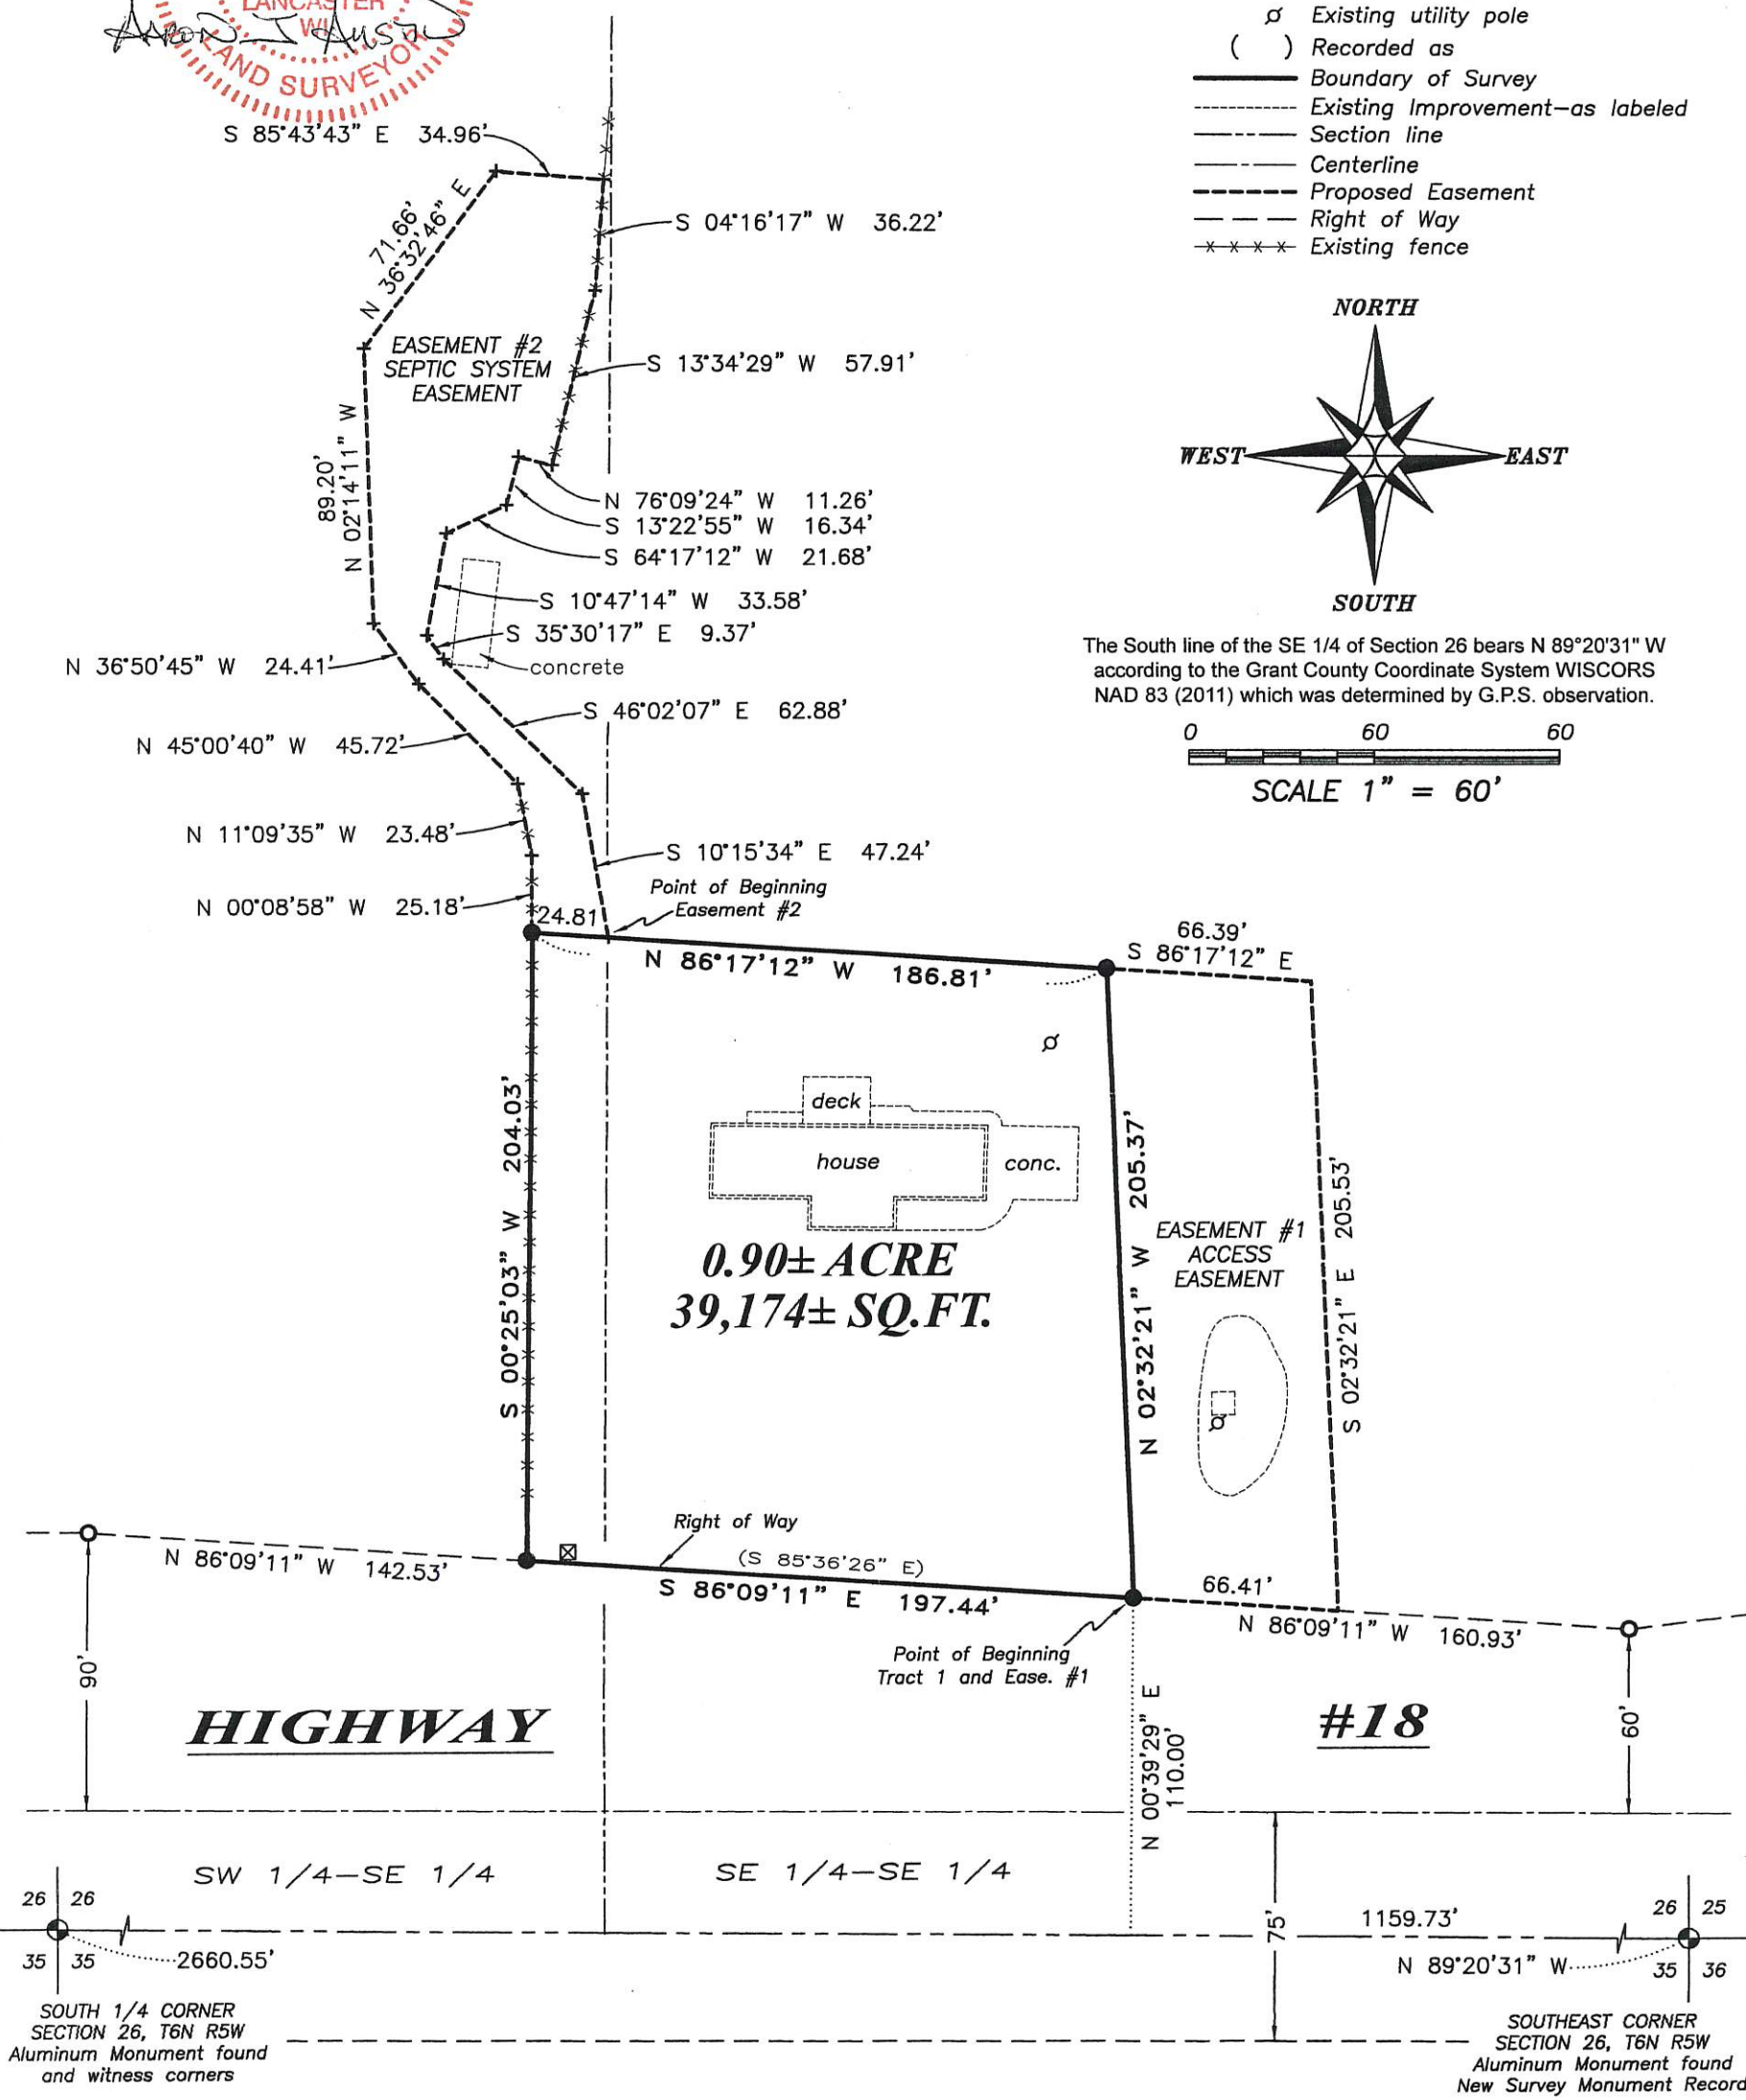 LANCASTER
WI
LAND SURVEYOR
AARON J AUSTIN
Existing utility pole
( ) Recorded as
Boundary of Survey
Existing Improvement-as labeled
Section line
Centerline
Proposed Easement
Right of Way
Existing fence
NORTH
WEST
EAST
SOUTH
The South line of the SE 1/4 of Section 26 bears N 89°20'31" W
according to the Grant County Coordinate System WISCORS
NAD 83 (2011) which was determined by G.P.S. observation.
0 60 60
SCALE 1" = 60'
S 85°43'43" E 34.96'
71.66'
N 36°32'46" E
S 04°16'17" W 36.22'
EASEMENT #2
SEPTIC SYSTEM
EASEMENT
S 13°34'29" W 57.91'
89.20'
N 02°14'11" W
N 76°09'24" W 11.26'
S 13°22'55" W 16.34'
S 64°17'12" W 21.68'
S 10°47'14" W 33.58'
S 35°30'17" E 9.37'
concrete
N 36°50'45" W 24.41'
S 46°02'07" E 62.88'
N 45°00'40" W 45.72'
N 11°09'35" W 23.48'
S 10°15'34" E 47.24'
Point of Beginning
Easement #2
N 00°08'58" W 25.18'
24.81
N 86°17'12" W 186.81'
66.39'
S 86°17'12" E
deck
house
conc.
S 00°25'03" W 204.03'
N 02°32'21" W 205.37'
S 02°32'21" E 205.53'
EASEMENT #1
ACCESS
EASEMENT
0.90± ACRE
39,174± SQ.FT.
Right of Way
(S 85°36'26" E)
S 86°09'11" E 197.44'
N 86°09'11" W 142.53'
66.41'
N 86°09'11" W 160.93'
Point of Beginning
Tract 1 and Ease. #1
90'
HIGHWAY
#18
60'
N 00°39'29" E
110.00'
SW 1/4-SE 1/4
SE 1/4-SE 1/4
75'
26 26
35 35
2660.55'
1159.73'
N 89°20'31" W
26 25
35 36
SOUTH 1/4 CORNER
SECTION 26, T6N R5W
Aluminum Monument found
and witness corners
SOUTHEAST CORNER
SECTION 26, T6N R5W
Aluminum Monument found
New Survey Monument Record